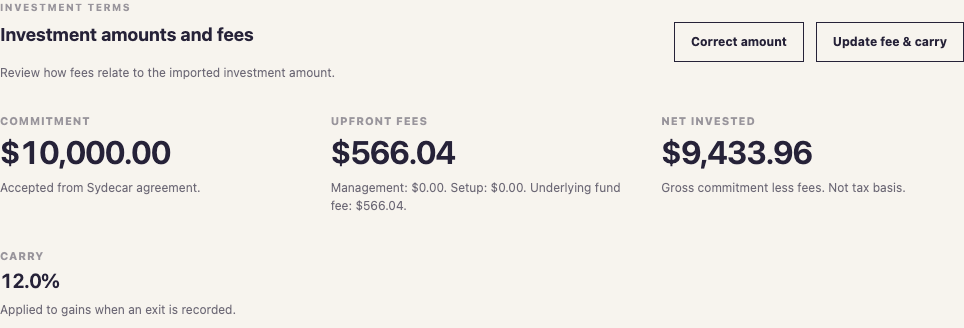 INVESTMENT TERMS
Investment amounts and fees
Correct amount
Update fee & carry
Review how fees relate to the imported investment amount.
COMMITMENT
$10,000.00
Accepted from Sydecar agreement.
UPFRONT FEES
$566.04
Management: $0.00. Setup: $0.00. Underlying fund
fee: $566.04.
NET INVESTED
$9,433.96
Gross commitment less fees. Not tax basis.
CARRY
12.0%
Applied to gains when an exit is recorded.